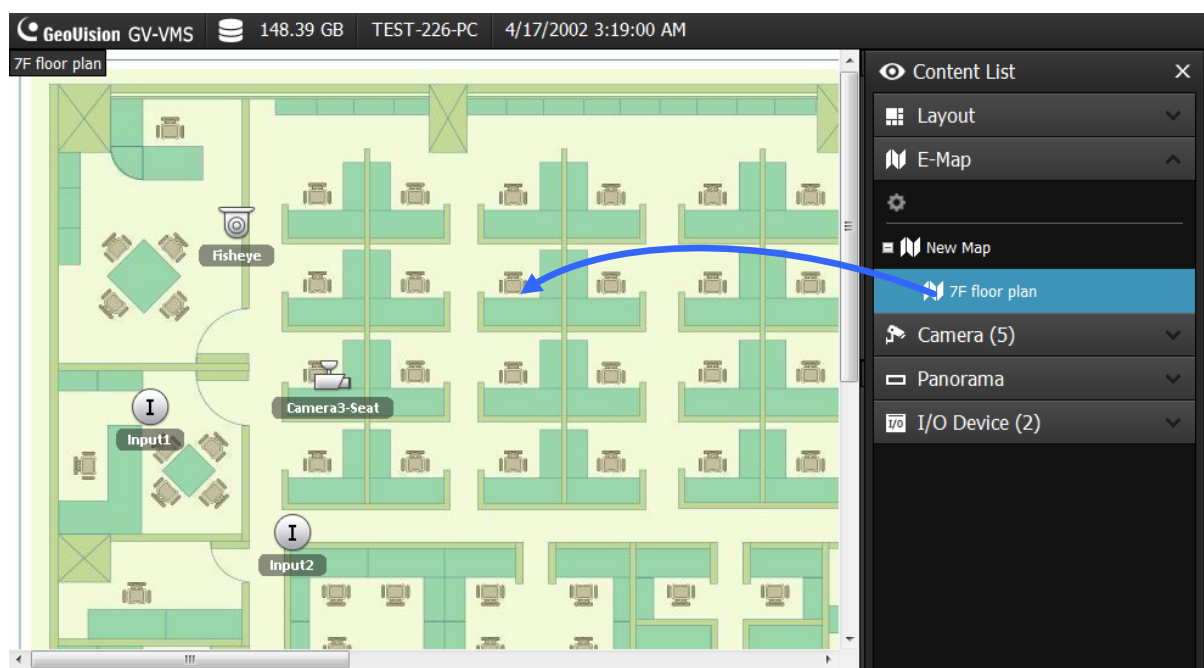 GeoVision GV-VMS 148.39 GB TEST-226-PC 4/17/2002 3:19:00 AM
7F floor plan
Fisheye
Camera3-Seat
I
Input1
I
Input2
Content List
Layout
E-Map
New Map
7F floor plan
Camera (5)
Panorama
I/O I/O Device (2)